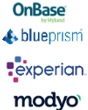 OnBase
by Hyland
blueprism
experian.
modyo